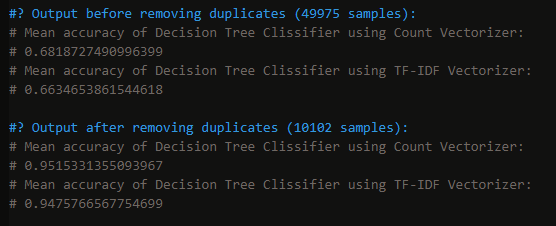 #? Output before removing duplicates (49975 samples):
# Mean accuracy of Decision Tree Clissifier using Count Vectorizer:
# 0.6818727490996399
# Mean accuracy of Decision Tree Clissifier using TF-IDF Vectorizer:
# 0.6634653861544618
#? Output after removing duplicates (10102 samples):
# Mean accuracy of Decision Tree Clissifier using Count Vectorizer:
# 0.9515331355093967
# Mean accuracy of Decision Tree Clissifier using TF-IDF Vectorizer:
# 0.9475766567754699